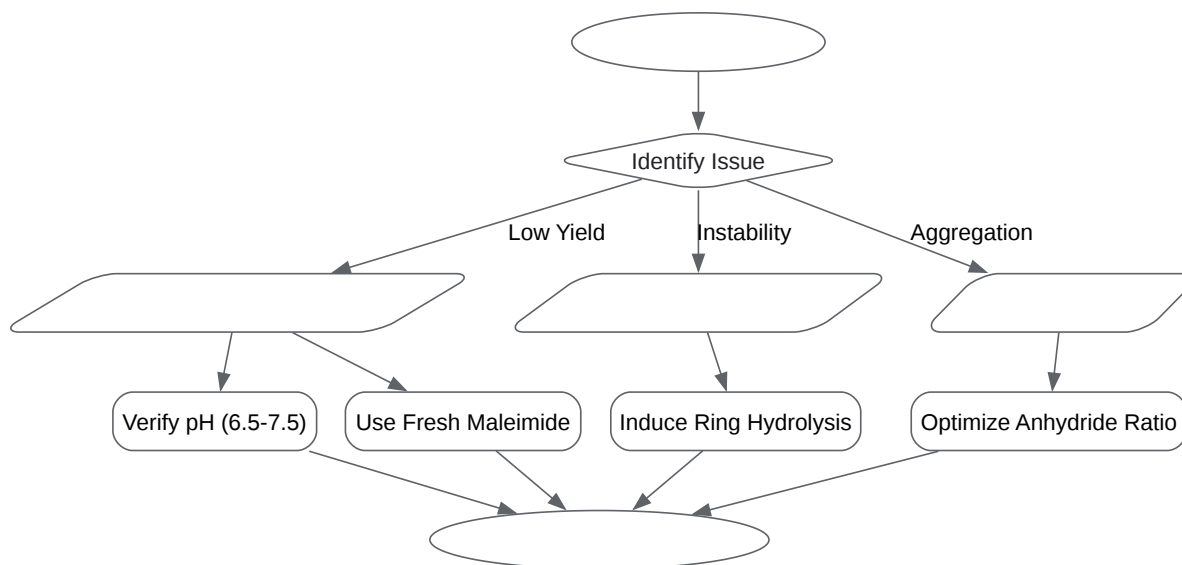 Identify Issue
Low Yield
Instability
Aggregation
Verify pH (6.5-7.5)
Use Fresh Maleimide
Induce Ring Hydrolysis
Optimize Anhydride Ratio